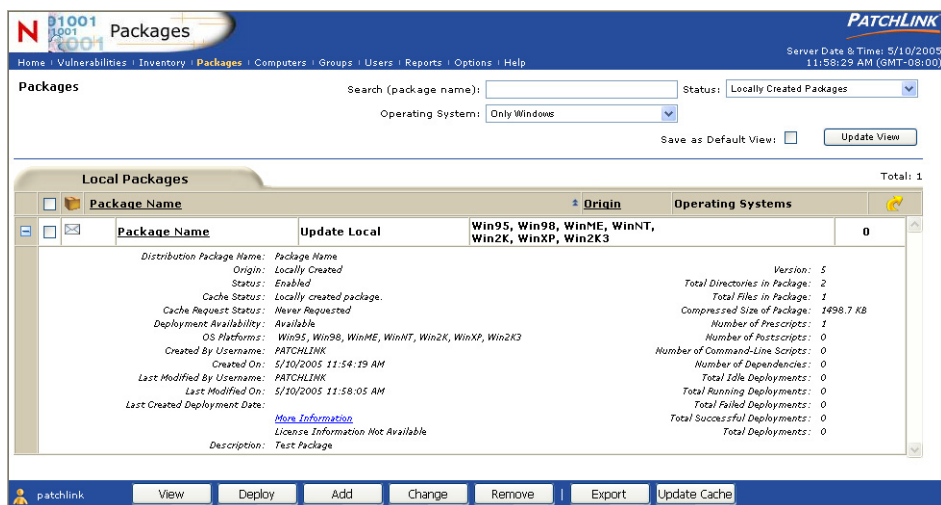 N
01001
1001
2001
Packages
PATCHLINK
Server Date & Time: 5/10/2005
11:58:29 AM (GMT-08:00)
Home | Vulnerabilities | Inventory | Packages | Computers | Groups | Users | Reports | Options | Help
Packages
Search (package name):
Status: Locally Created Packages
Operating System: Only Windows
Save as Default View:
Update View
Local Packages
Total: 1
Package Name Origin Operating Systems
Package Name Update Local Win95, Win98, WinME, WinNT, 0
Win2K, WinXP, Win2K3
Distribution Package Name: Package Name
Origin: Locally Created Version: 5
Status: Enabled Total Directories in Package: 2
Cache Status: Locally created package. Total Files in Package: 1
Cache Request Status: Never Requested Compressed Size of Package: 1498.7 KB
Deployment Availability: Available Number of Prescripts: 1
OS Platforms: Win95, Win98, WinME, WinNT, Win2K, WinXP, Win2K3 Number of Postscripts: 0
Created By Username: PATCHLINK Number of Command-Line Scripts: 0
Created On: 5/10/2005 11:54:19 AM Number of Dependencies: 0
Last Modified By Username: PATCHLINK Total Idle Deployments: 0
Last Modified On: 5/10/2005 11:58:05 AM Total Running Deployments: 0
Last Created Deployment Date: Total Failed Deployments: 0
More Information Total Successful Deployments: 0
License Information Not Available Total Deployments: 0
Description: Test Package
patchlink View Deploy Add Change Remove | Export Update Cache